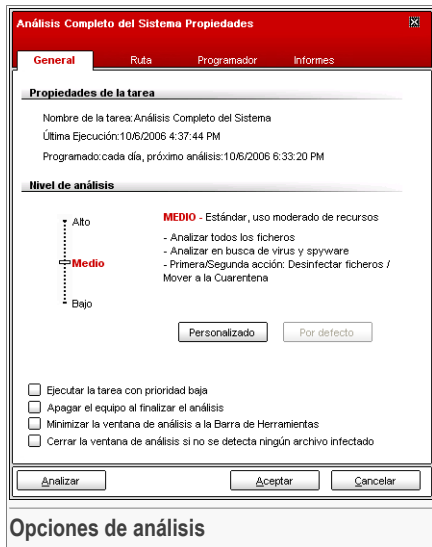 Análisis Completo del Sistema Propiedades
General Ruta Programador Informes
Propiedades de la tarea
Nombre de la tarea:Análisis Completo del Sistema
Última Ejecución:10/6/2006 4:37:44 PM
Programado:cada día, próximo análisis:10/6/2006 6:33:20 PM
Nivel de análisis
Alto
Medio
Bajo
MEDIO - Estándar, uso moderado de recursos
- Analizar todos los ficheros
- Analizar en busca de virus y spyware
- Primera/Segunda acción: Desinfectar ficheros /
Mover a la Cuarentena
Personalizado Por defecto
Ejecutar la tarea con prioridad baja
Apagar el equipo al finalizar el análisis
Minimizar la ventana de análisis a la Barra de Herramientas
Cerrar la ventana de análisis si no se detecta ningún archivo infectado
Analizar Aceptar Cancelar
Opciones de análisis